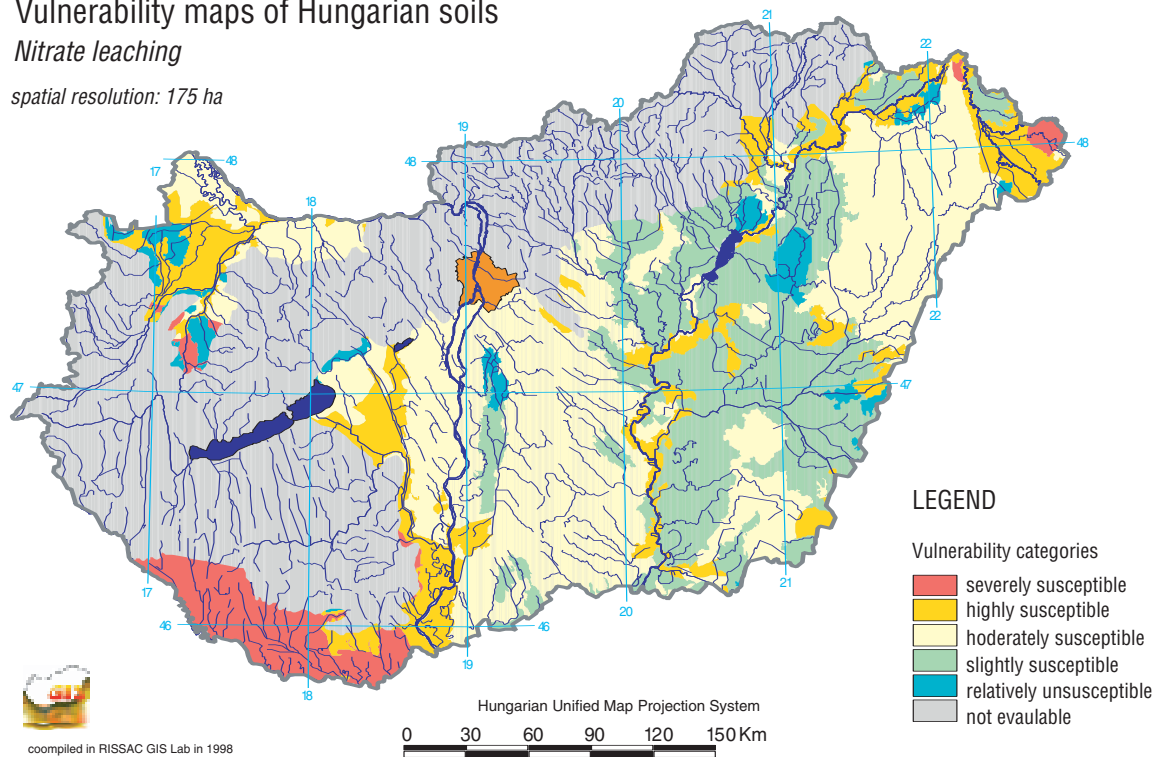 Vulnerability maps of Hungarian soils
Nitrate leaching
spatial resolution: 175 ha
21
22
20
19
48
48
17
48
18
22
47
47
LEGEND
Vulnerability categories
severely susceptible
highly susceptible
hoderately susceptible
slightly susceptible
relatively unsusceptible
not evaulable
17
21
20
46
46
19
18
GIS
Hungarian Unified Map Projection System
0 30 60 90 120 150 Km
coompiled in RISSAC GIS Lab in 1998